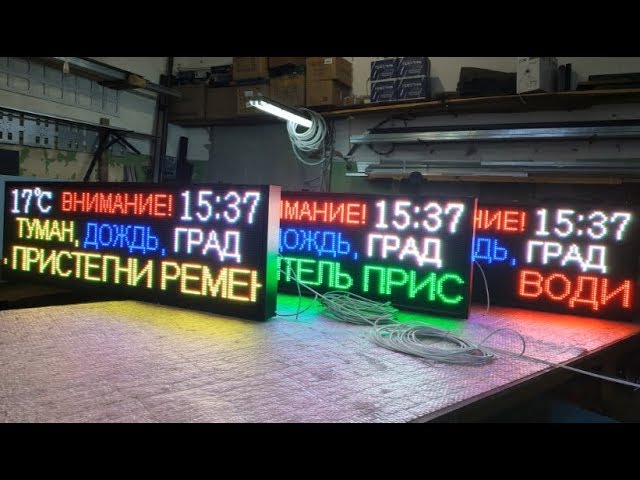 17°C ВНИМАНИЕ! 15:37
ТУМАН, ДОЖДЬ, ГРАД
. ПРИСТЕГНИ РЕМЕН
ИМАНИЕ! 15:37
ДОЖДЬ, ГРАД
ТЕЛЬ ПРИС
НИЕ! 15:37
ДЬ, ГРАД
ВОДИ